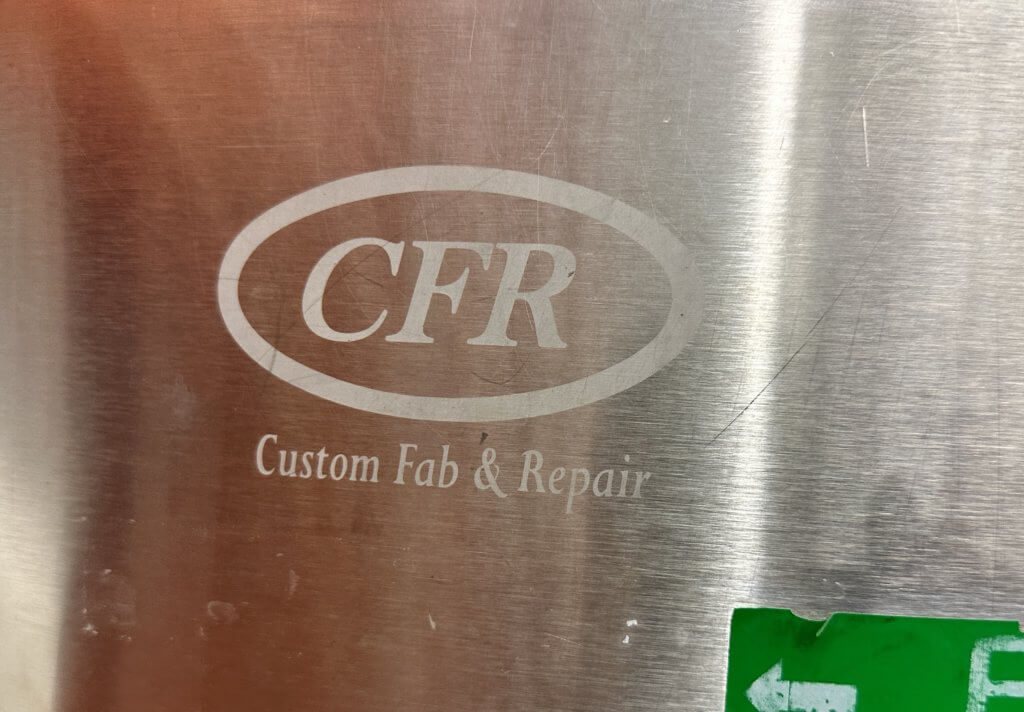 CFR
Custom Fab & Repair